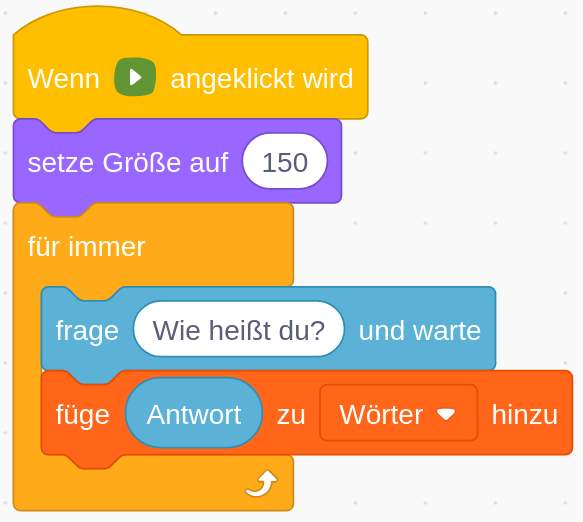 Wenn angeklickt wird
setze Größe auf 150
für immer
frage Wie heißt du? und warte
füge Antwort zu Wörter hinzu